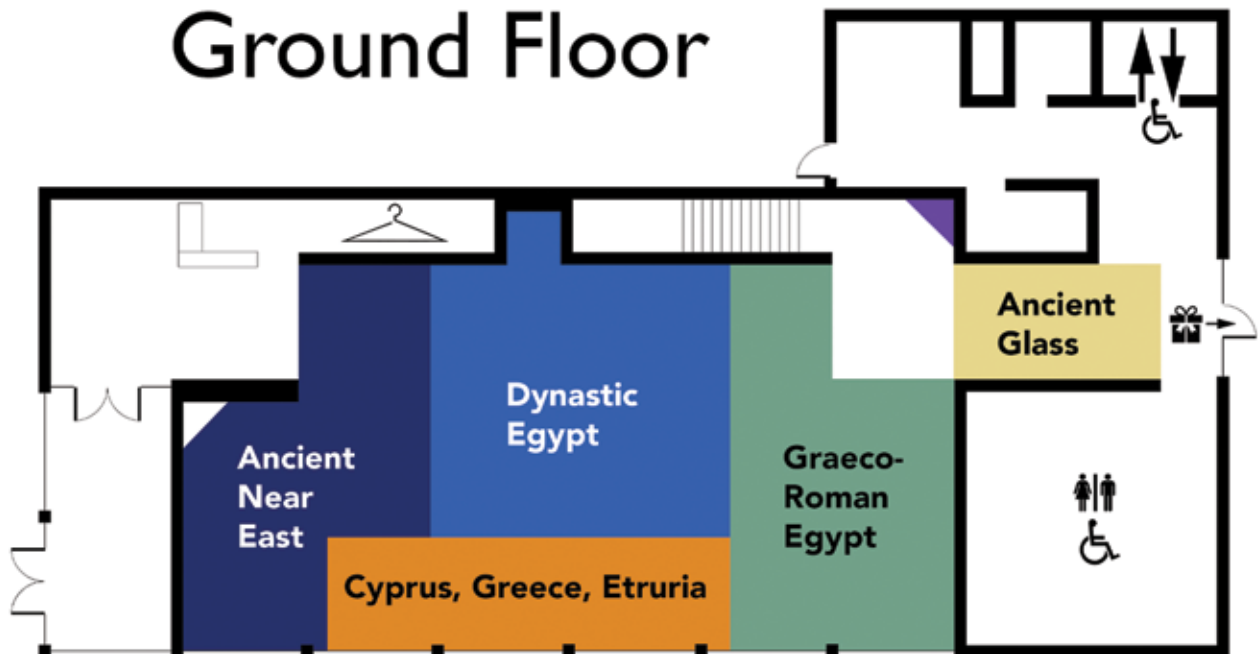 Ground Floor
Ancient
Glass
Dynastic
Egypt
Ancient
Near
East
Graeco-
Roman
Egypt
Cyprus, Greece, Etruria